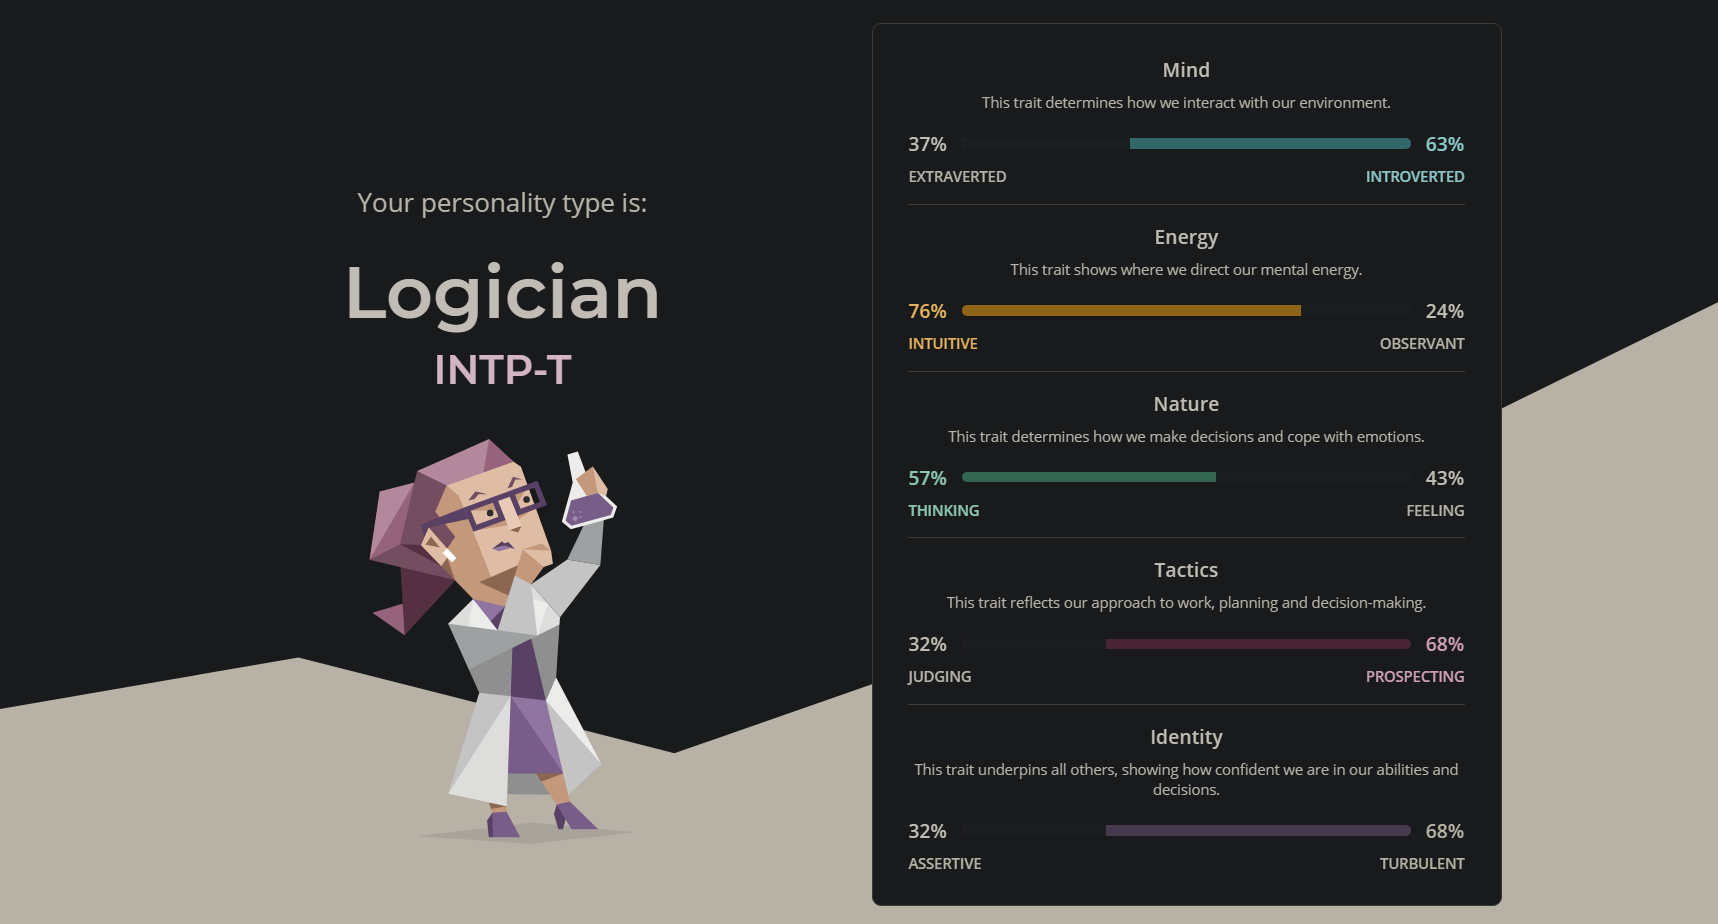 Your personality type is:
Logician
INTP-T
Mind
This trait determines how we interact with our environment.
37%
63%
EXTRAVERTED
INTROVERTED
Energy
This trait shows where we direct our mental energy.
76%
24%
INTUITIVE
OBSERVANT
Nature
This trait determines how we make decisions and cope with emotions.
57%
43%
THINKING
FEELING
Tactics
This trait reflects our approach to work, planning and decision-making.
32%
68%
JUDGING
PROSPECTING
Identity
This trait underpins all others, showing how confident we are in our abilities and
decisions.
32%
68%
ASSERTIVE
TURBULENT